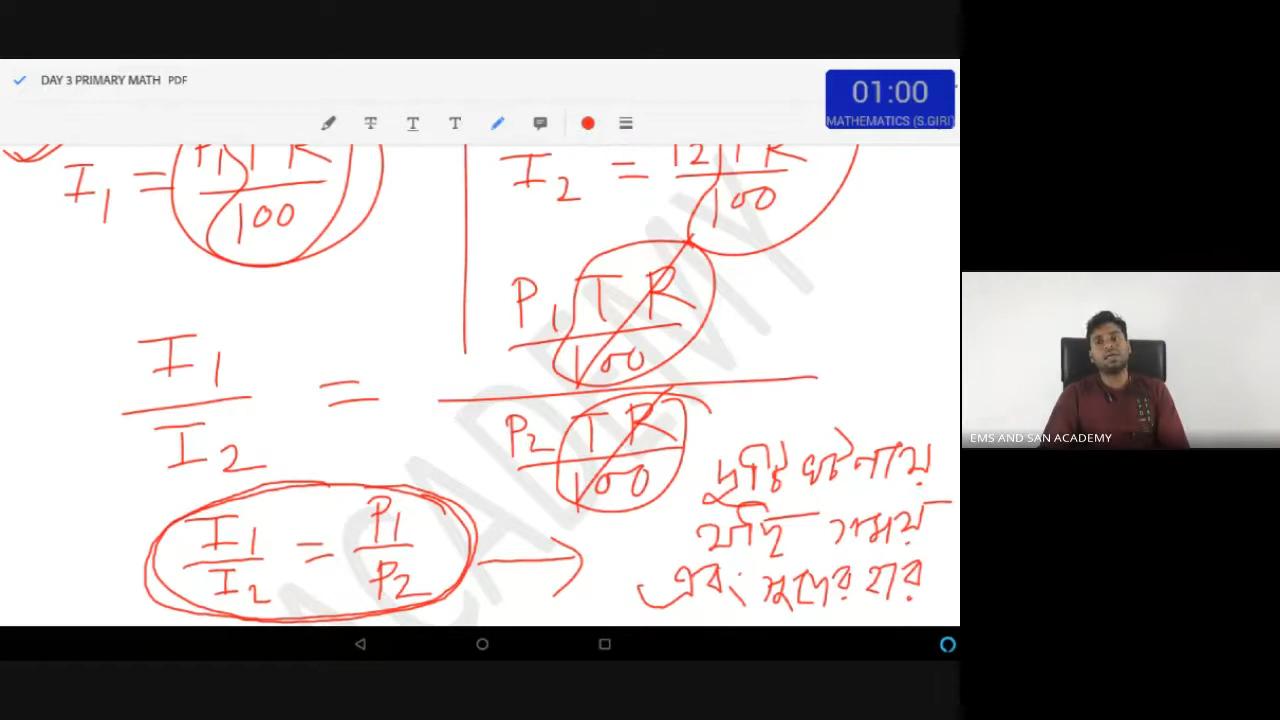 DAY 3 PRIMARY MATH PDF
01:00
MATHEMATICS (S.GIRI)
I₁ = P₁TR/100
I₂ = P₂TR/100
I₁/I₂ = (P₁TR/100)/(P₂TR/100)
I₁/I₂ = P₁/P₂ →
দুটি ঘটনায়
যদি সময়
এবং সুদের হার
ACADEMY
EMS AND SAN ACADEMY